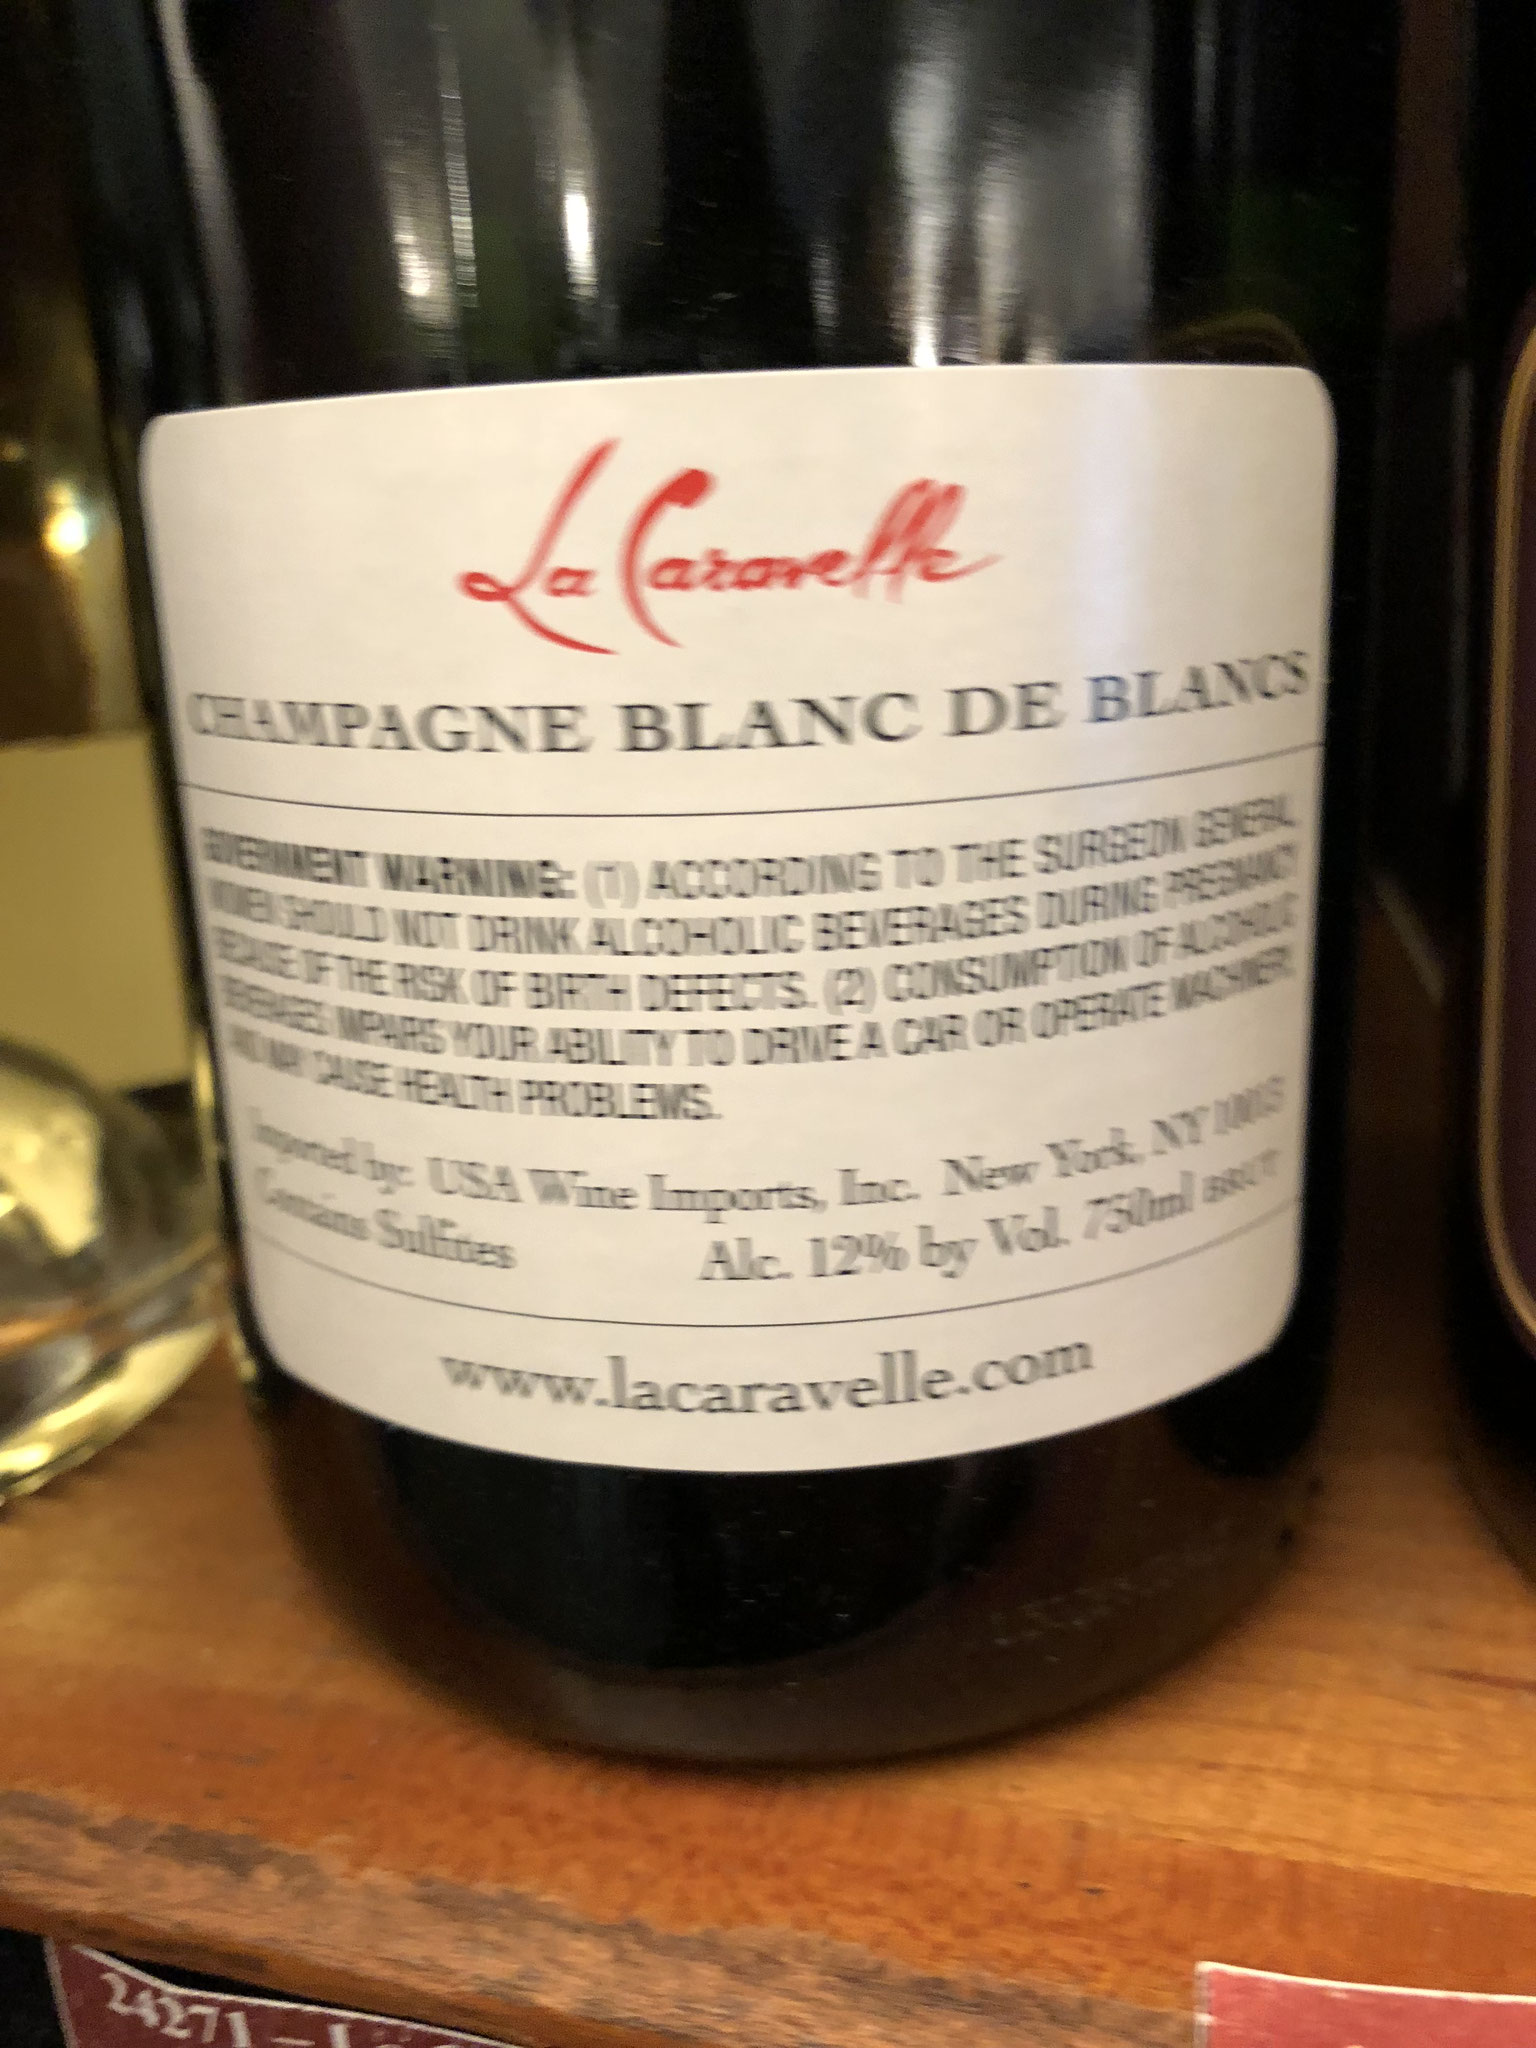 La Caravelle
CHAMPAGNE BLANC DE BLANCS
GOVERNMENT WARNING: (1) ACCORDING TO THE SURGEON GENERAL
WOMEN SHOULD NOT DRINK ALCOHOLIC BEVERAGES DURING PREGNANCY
BECAUSE OF THE RISK OF BIRTH DEFECTS. (2) CONSUMPTION OF ALCOHOLIC
BEVERAGES IMPAIRS YOUR ABILITY TO DRIVE A CAR OR OPERATE MACHINERY
AND MAY CAUSE HEALTH PROBLEMS.
Imported by: USA Wine Imports, Inc. New York, NY 10013
Contains Sulfites Alc. 12% by Vol. 750ml BRUT
www.lacaravelle.com
24271